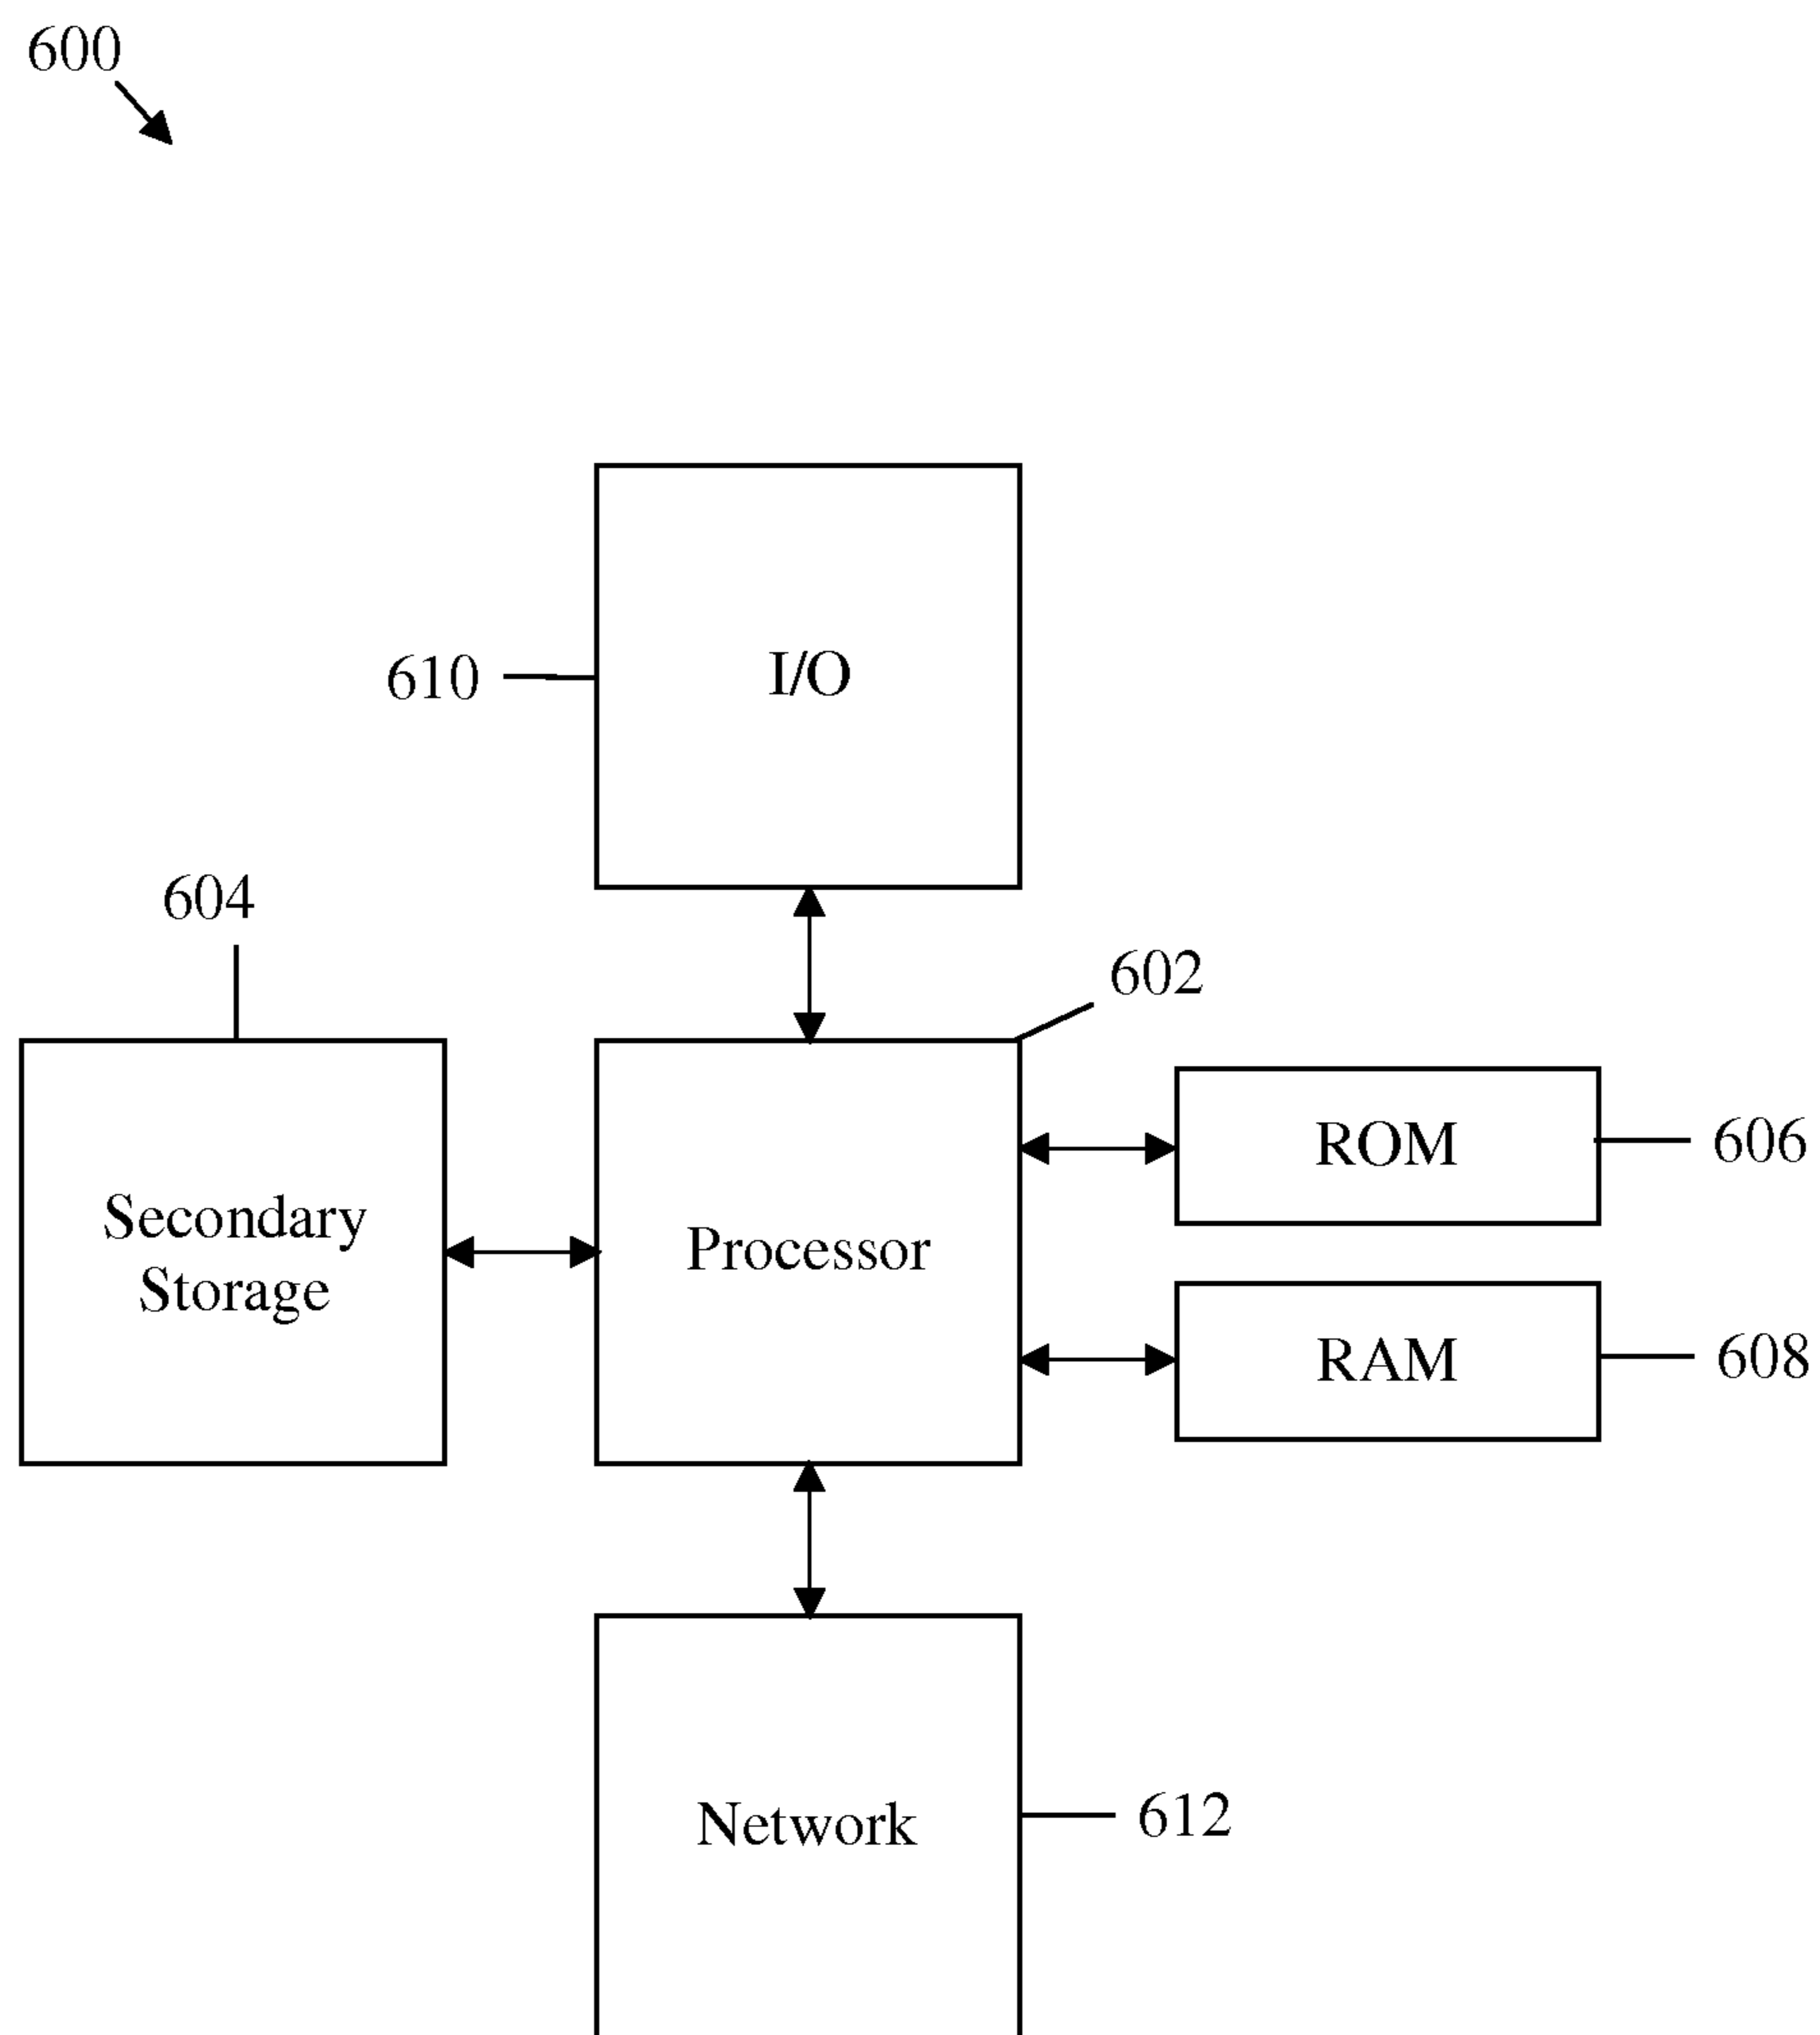 600
610
I/O
604
602
ROM
606
Secondary
Storage
Processor
RAM
608
Network
612